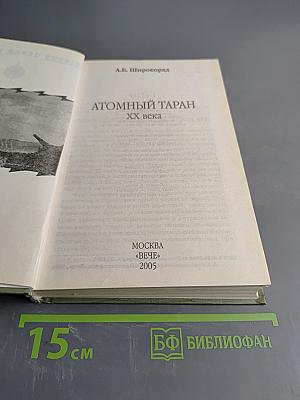 А.Б. Широкорад
АТОМНЫЙ ТАРАН
XX века
МОСКВА
«ВЕЧЕ»
2005
15 см
БФ БИБЛИОФАН